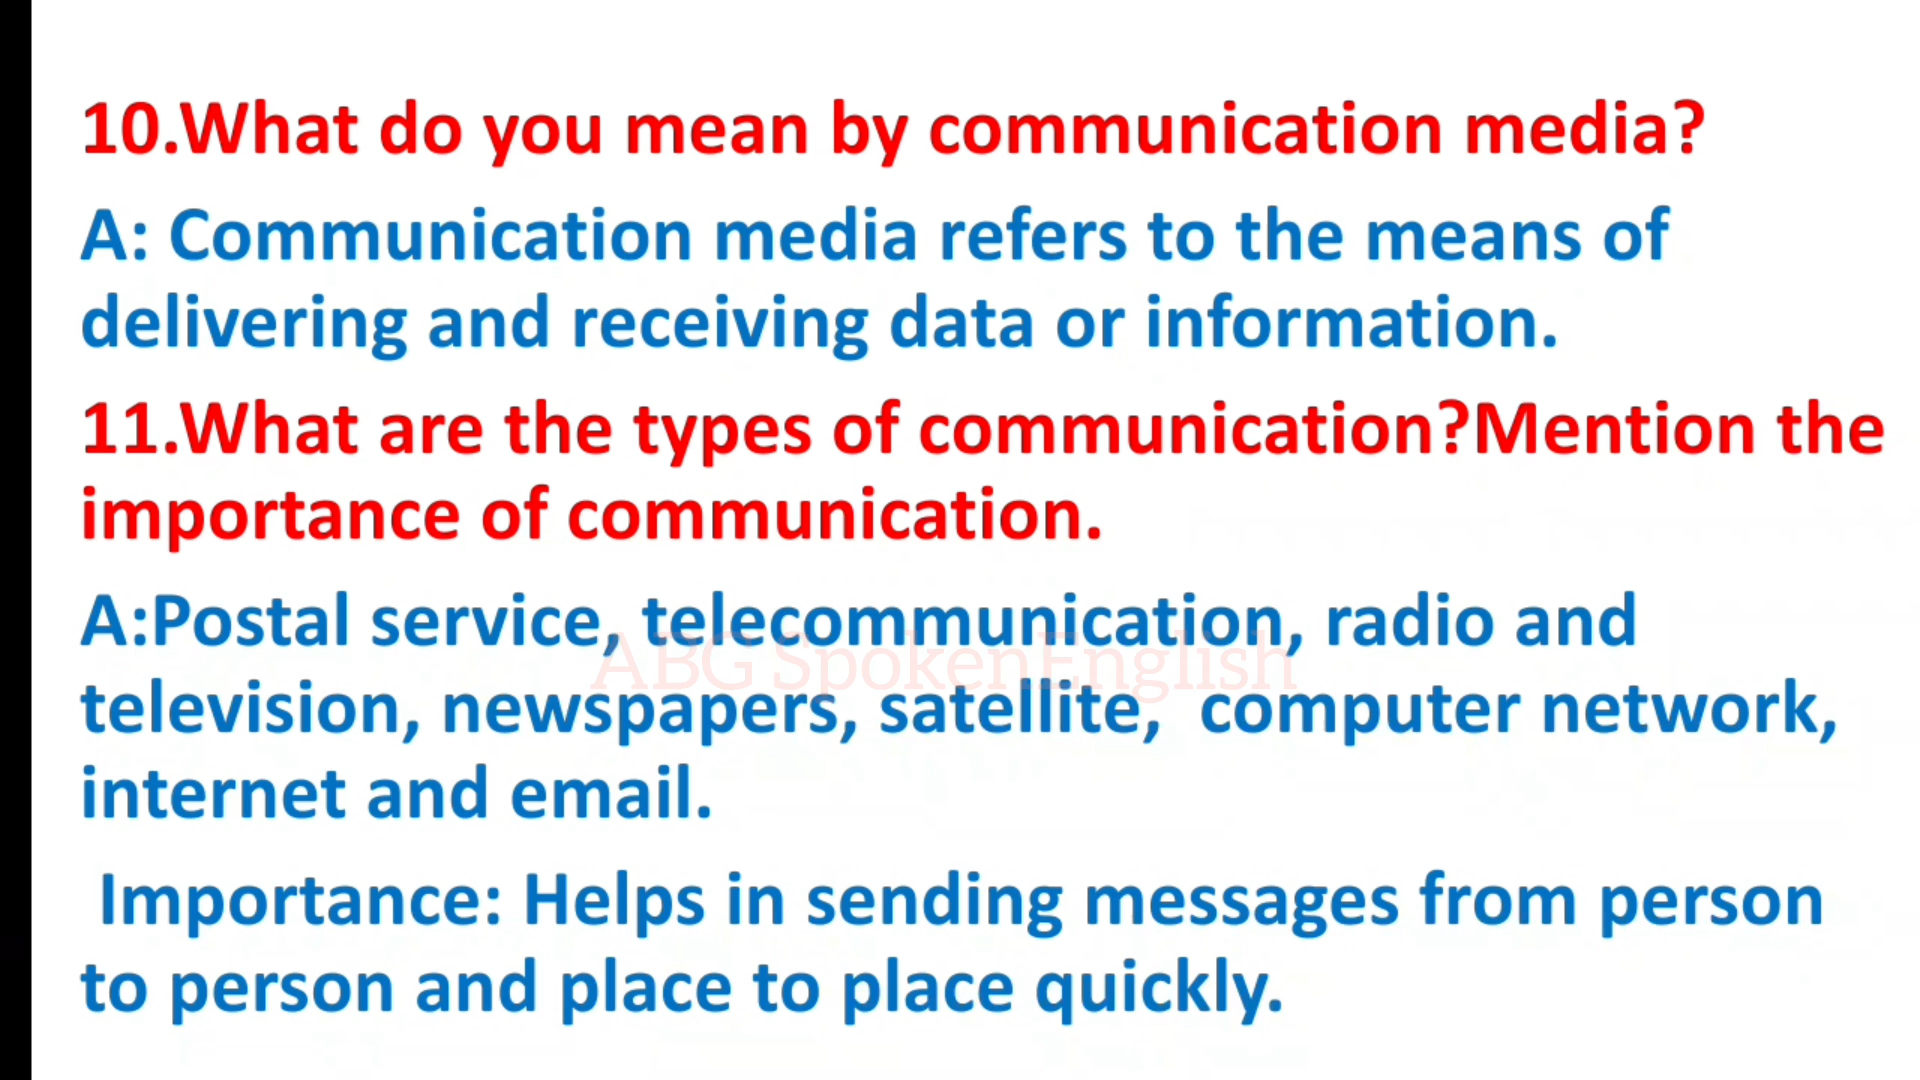 10.What do you mean by communication media?
A: Communication media refers to the means of
delivering and receiving data or information.
11.What are the types of communication?Mention the
importance of communication.
A:Postal service, telecommunication, radio and
ABG SpokenEnglish
television, newspapers, satellite,  computer network,
internet and email.
Importance: Helps in sending messages from person
to person and place to place quickly.